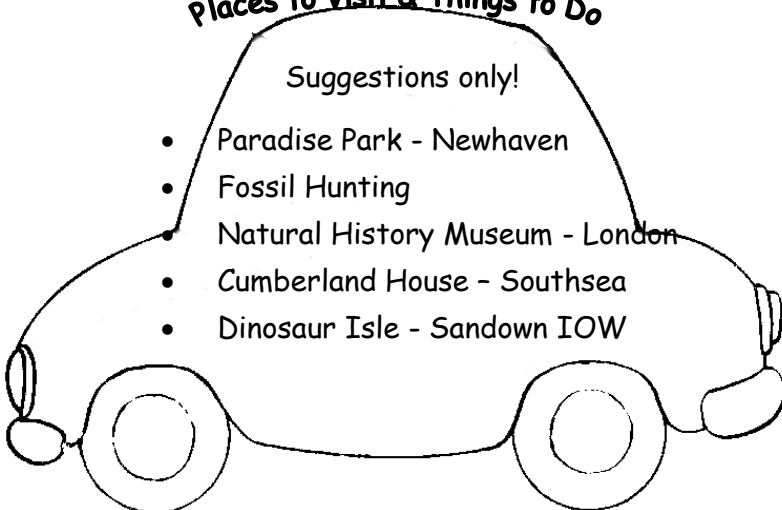 Places to Visit & Things to Do
Suggestions only!
• Paradise Park - Newhaven
• Fossil Hunting
• Natural History Museum - London
• Cumberland House – Southsea
• Dinosaur Isle - Sandown IOW